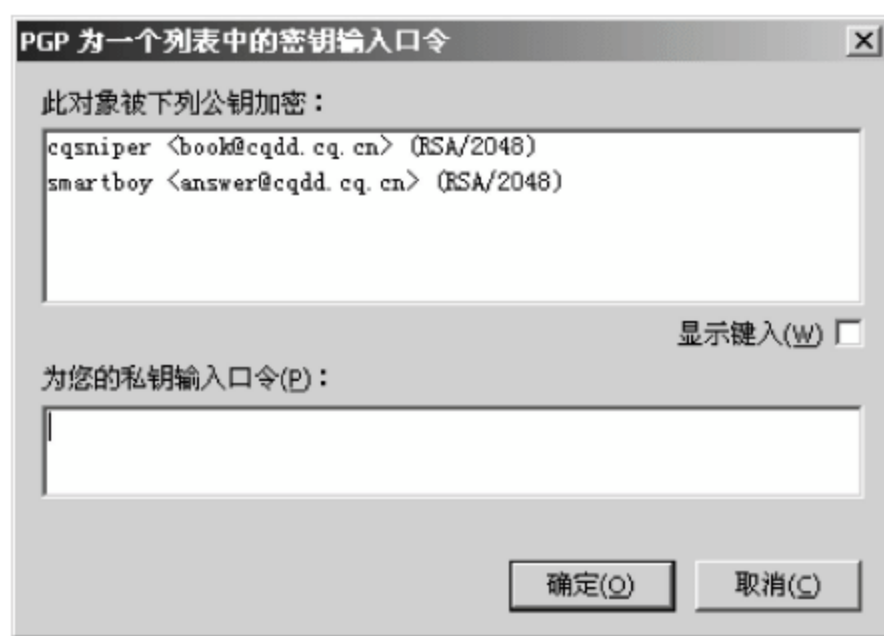 PGP 为一个列表中的密钥输入口令
此对象被下列公钥加密：
cqsniper <book@cqdd.cq.cn> (RSA/2048)
smartboy <answer@cqdd.cq.cn> (RSA/2048)
显示键入(W)
为您的私钥输入口令(P)：
确定(O) 取消(C)